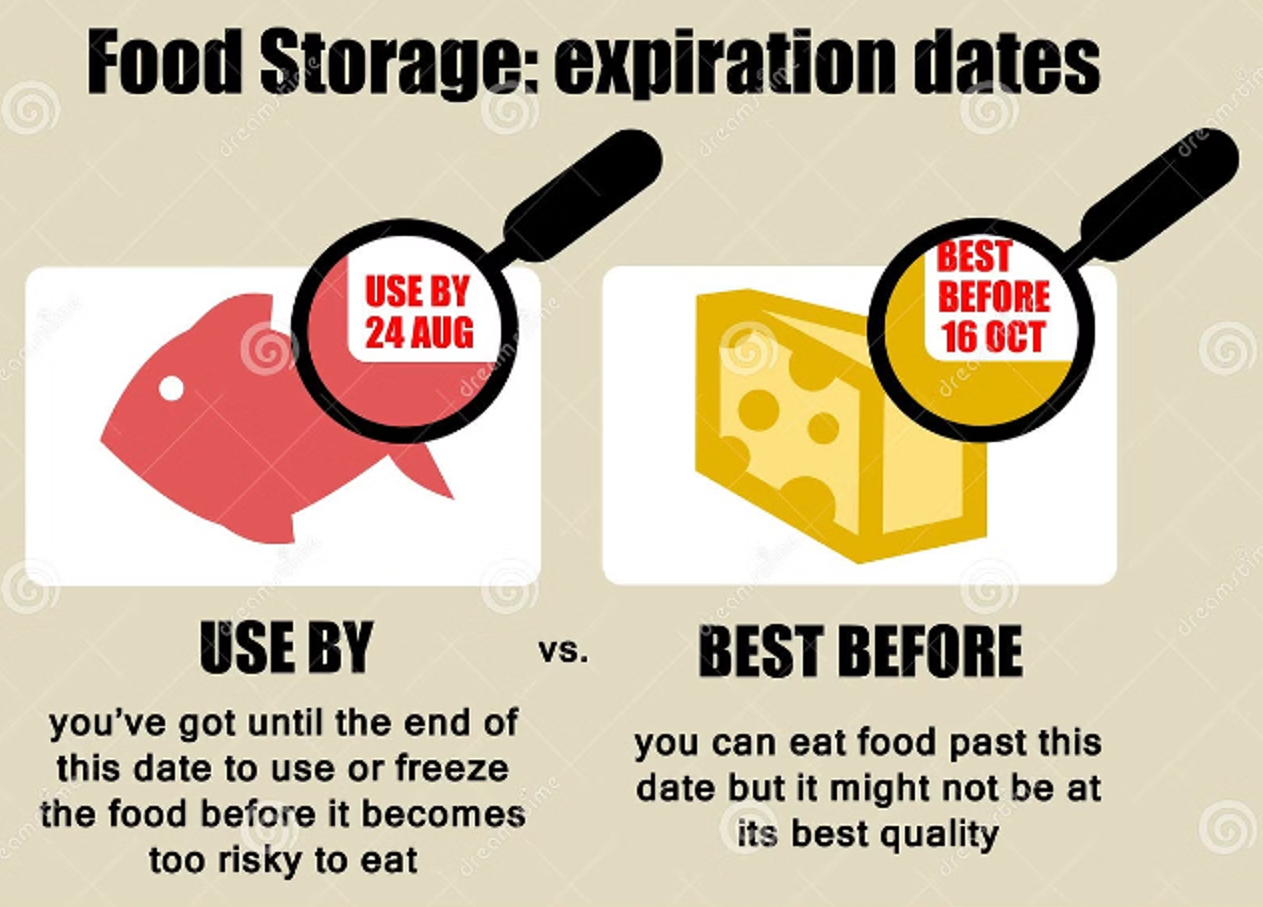 Food Storage: expiration dates
USE BY
24 AUG
BEST
BEFORE
16 OCT
USE BY
vs.
BEST BEFORE
you've got until the end of
this date to use or freeze
the food before it becomes
too risky to eat
you can eat food past this
date but it might not be at
its best quality
dreamstime